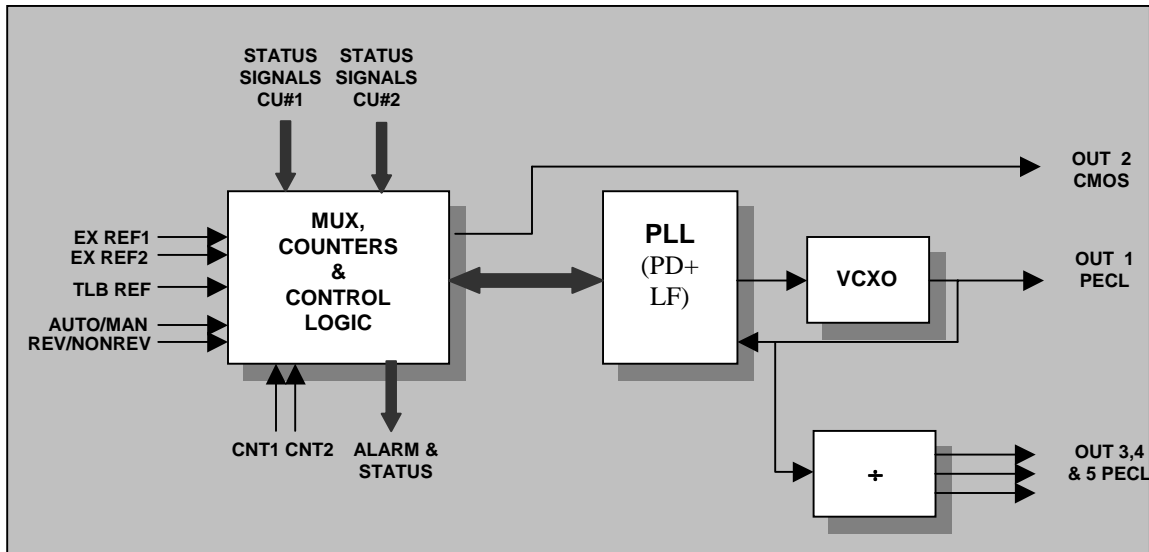 STATUS
SIGNALS
CU#1
STATUS
SIGNALS
CU#2
OUT 2
CMOS
EX REF1
EX REF2
TLB REF
AUTO/MAN
REV/NONREV
MUX,
COUNTERS
&
CONTROL
LOGIC
PLL
(PD+
LF)
VCXO
OUT 1
PECL
CNT1 CNT2
ALARM &
STATUS
÷
OUT 3,4
& 5 PECL